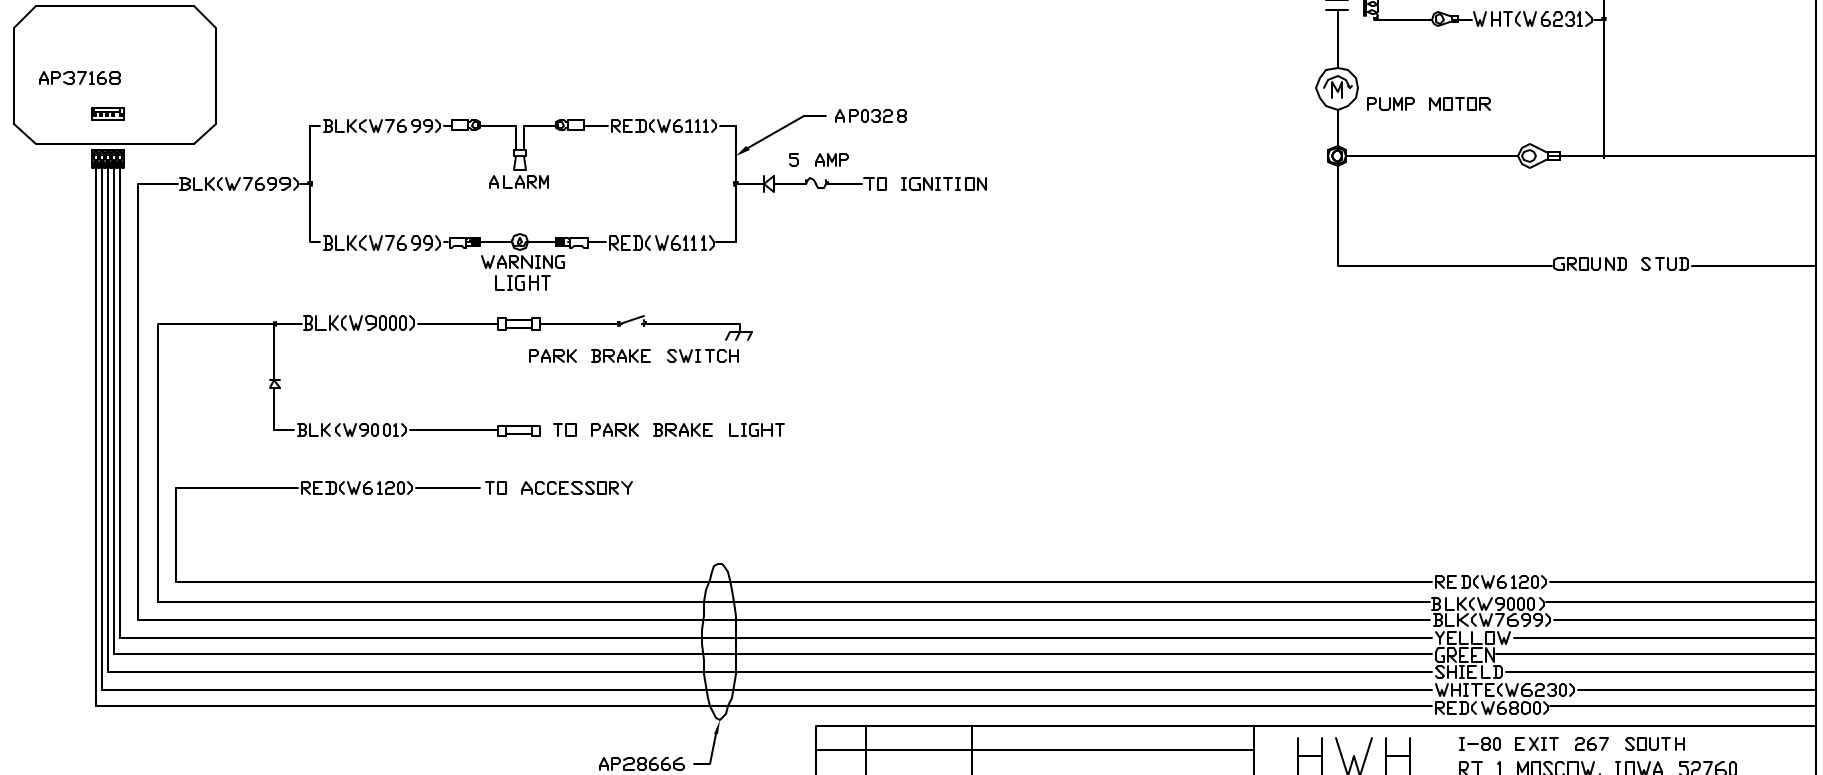 AP37168
WHT(W6231)
M
PUMP MOTOR
BLK(W7699)
RED(W6111)
AP0328
5 AMP
ALARM
BLK(W7699)
TO IGNITION
BLK(W7699)
RED(W6111)
WARNING
LIGHT
GROUND STUD
BLK(W9000)
PARK BRAKE SWITCH
BLK(W9001)
TO PARK BRAKE LIGHT
RED(W6120)
TO ACCESSORY
RED(W6120)
BLK(W9000)
BLK(W7699)
YELLOW
GREEN
SHIELD
WHITE(W6230)
RED(W6800)
AP28666
HWH
I-80 EXIT 267 SOUTH
RT 1 MOSCOW, IOWA 52760